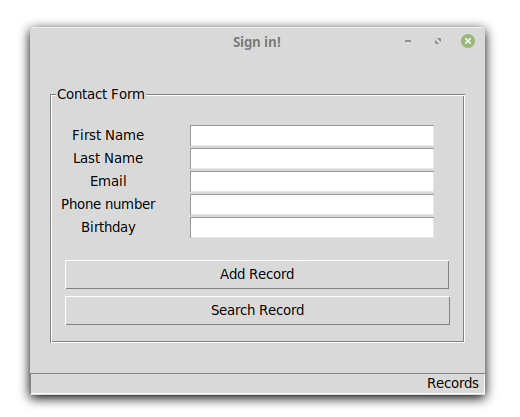 Sign in!
Contact Form
First Name
Last Name
Email
Phone number
Birthday
Add Record
Search Record
Records